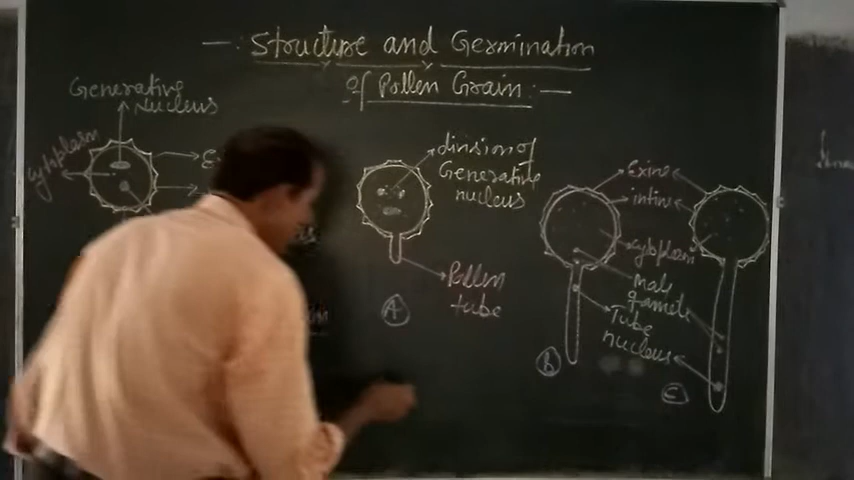 —: Structure and Germination
of Pollen Grain:—
Generative
Nucleus
Cytoplasm
division of
Generative
nucleus
Pollen
tube
A
Exine
intine
Cytoplasm
Male
gamete
Tube
nucleus
B
C